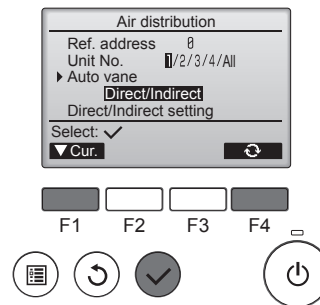 Air distribution
Ref. address 0
Unit No. 1/2/3/4/All
Auto vane
Direct/Indirect
Direct/Indirect setting
Select:
Cur.
F1 F2 F3 F4